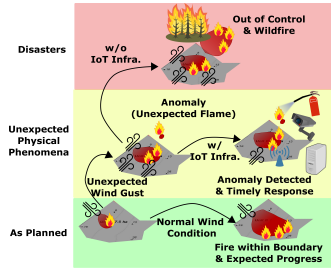 Disasters
Out of Control
& Wildfire
w/o
IoT Infra.
Unexpected
Physical
Phenomena
Anomaly
(Unexpected Flame)
w/
IoT Infra.
Unexpected
Wind Gust
Anomaly Detected
& Timely Response
As Planned
Normal Wind
Condition
Fire within Boundary
& Expected Progress